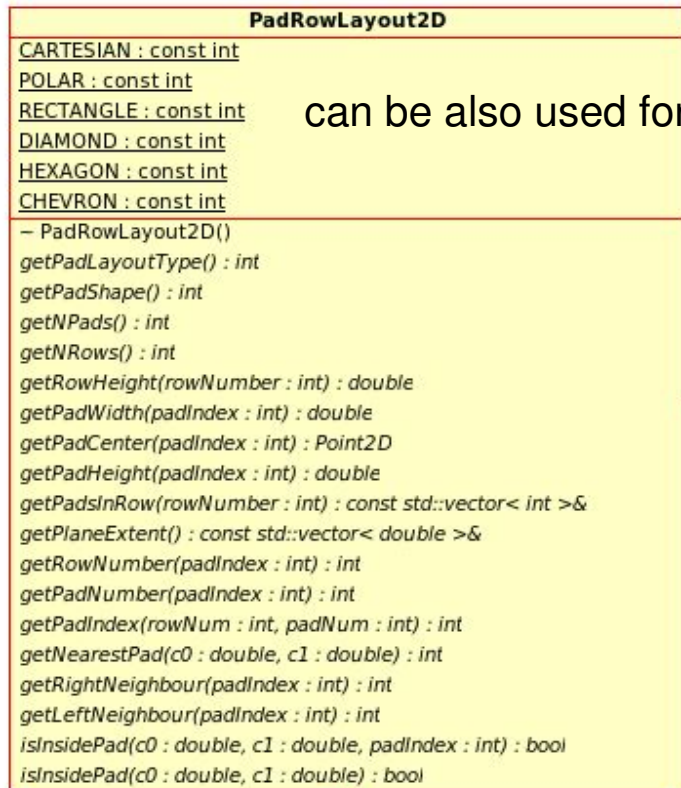 PadRowLayout2D
CARTESIAN : const int
POLAR : const int
RECTANGLE : const int
can be also used for
DIAMOND : const int
HEXAGON : const int
CHEVRON : const int
~ PadRowLayout2D()
getPadLayoutType() : int
getPadShape() : int
getNPads() : int
getNRows() : int
getRowHeight(rowNumber : int) : double
getPadWidth(padIndex : int) : double
getPadCenter(padIndex : int) : Point2D
getPadHeight(padIndex : int) : double
getPadsInRow(rowNumber : int) : const std::vector< int >&
getPlaneExtent() : const std::vector< double >&
getRowNumber(padIndex : int) : int
getPadNumber(padIndex : int) : int
getPadIndex(rowNum : int, padNum : int) : int
getNearestPad(c0 : double, c1 : double) : int
getRightNeighbour(padIndex : int) : int
getLeftNeighbour(padIndex : int) : int
isInsidePad(c0 : double, c1 : double, padIndex : int) : bool
isInsidePad(c0 : double, c1 : double) : bool